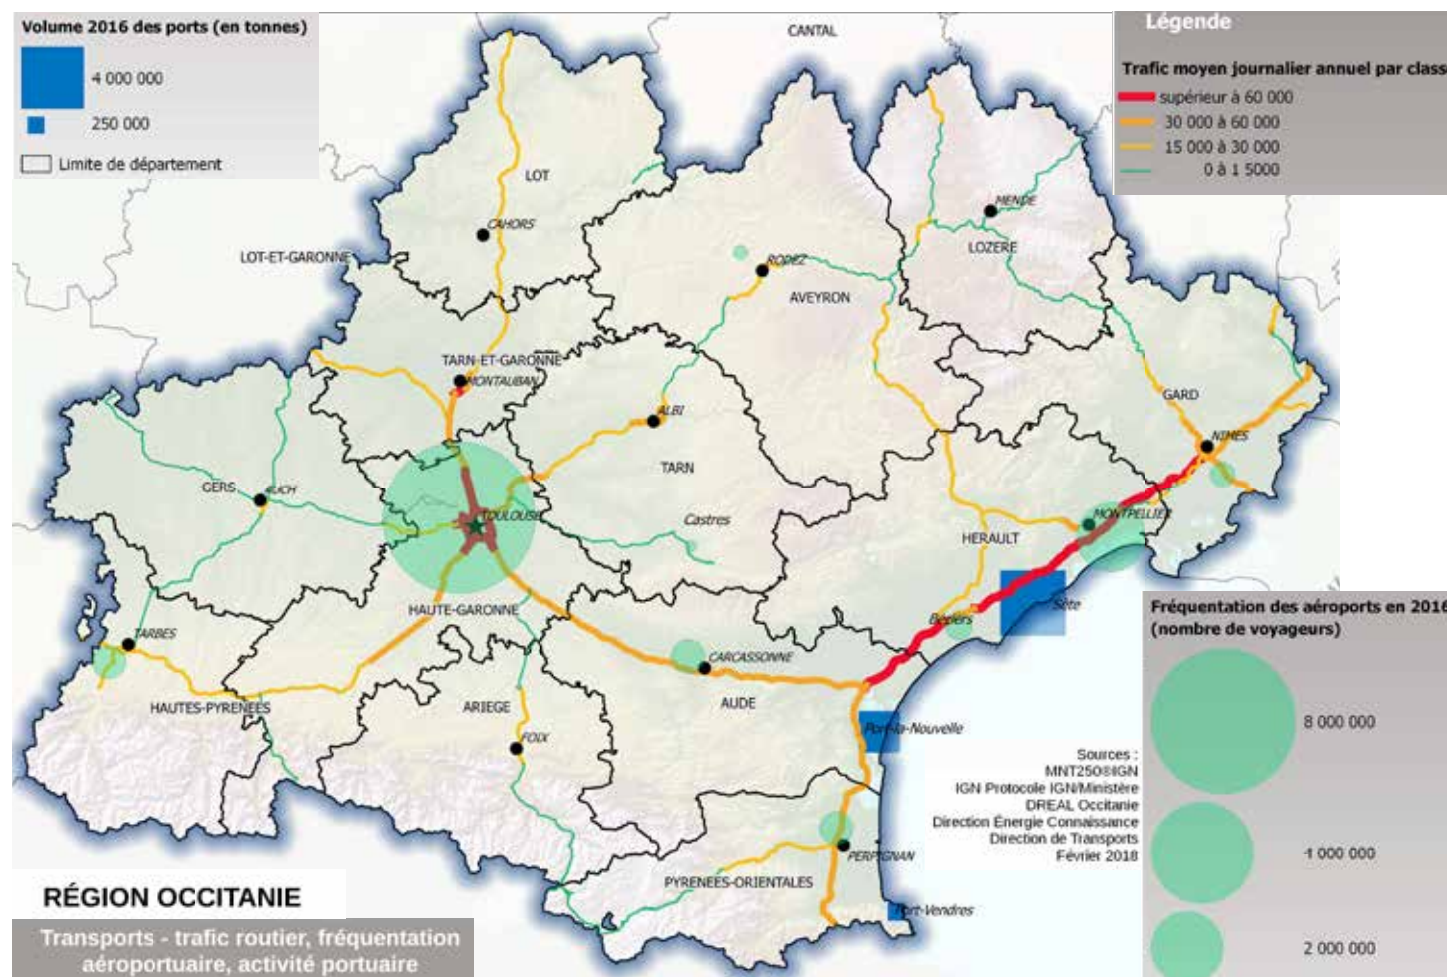 Volume 2016 des ports (en tonnes)
4 000 000
250 000
Limite de département
Légende
Trafic moyen journalier annuel par classe
supérieur à 60 000
30 000 à 60 000
15 000 à 30 000
0 à 1 5000
CANTAL
LOT
CAHORS
MENDE
LOZERE
LOT-ET-GARONNE
RODEZ
AVEYRON
TARN-ET-GARONNE
MONTAUBAN
GARD
ALBI
NIMES
TARN
GERS
AUCH
TOULOUSE
Castres
MONTPELLIER
HERAULT
HAUTE-GARONNE
Béziers
Sète
TARBES
CARCASSONNE
HAUTES-PYRENEES
ARIEGE
AUDE
FOIX
Port-la-Nouvelle
PERPIGNAN
PYRENEES-ORIENTALES
Port-Vendres
Sources :
MNT250®IGN
IGN Protocole IGN/Ministère
DREAL Occitanie
Direction Énergie Connaissance
Direction de Transports
Février 2018
Fréquentation des aéroports en 2016
(nombre de voyageurs)
8 000 000
4 000 000
2 000 000
RÉGION OCCITANIE
Transports - trafic routier, fréquentation
aéroportuaire, activité portuaire